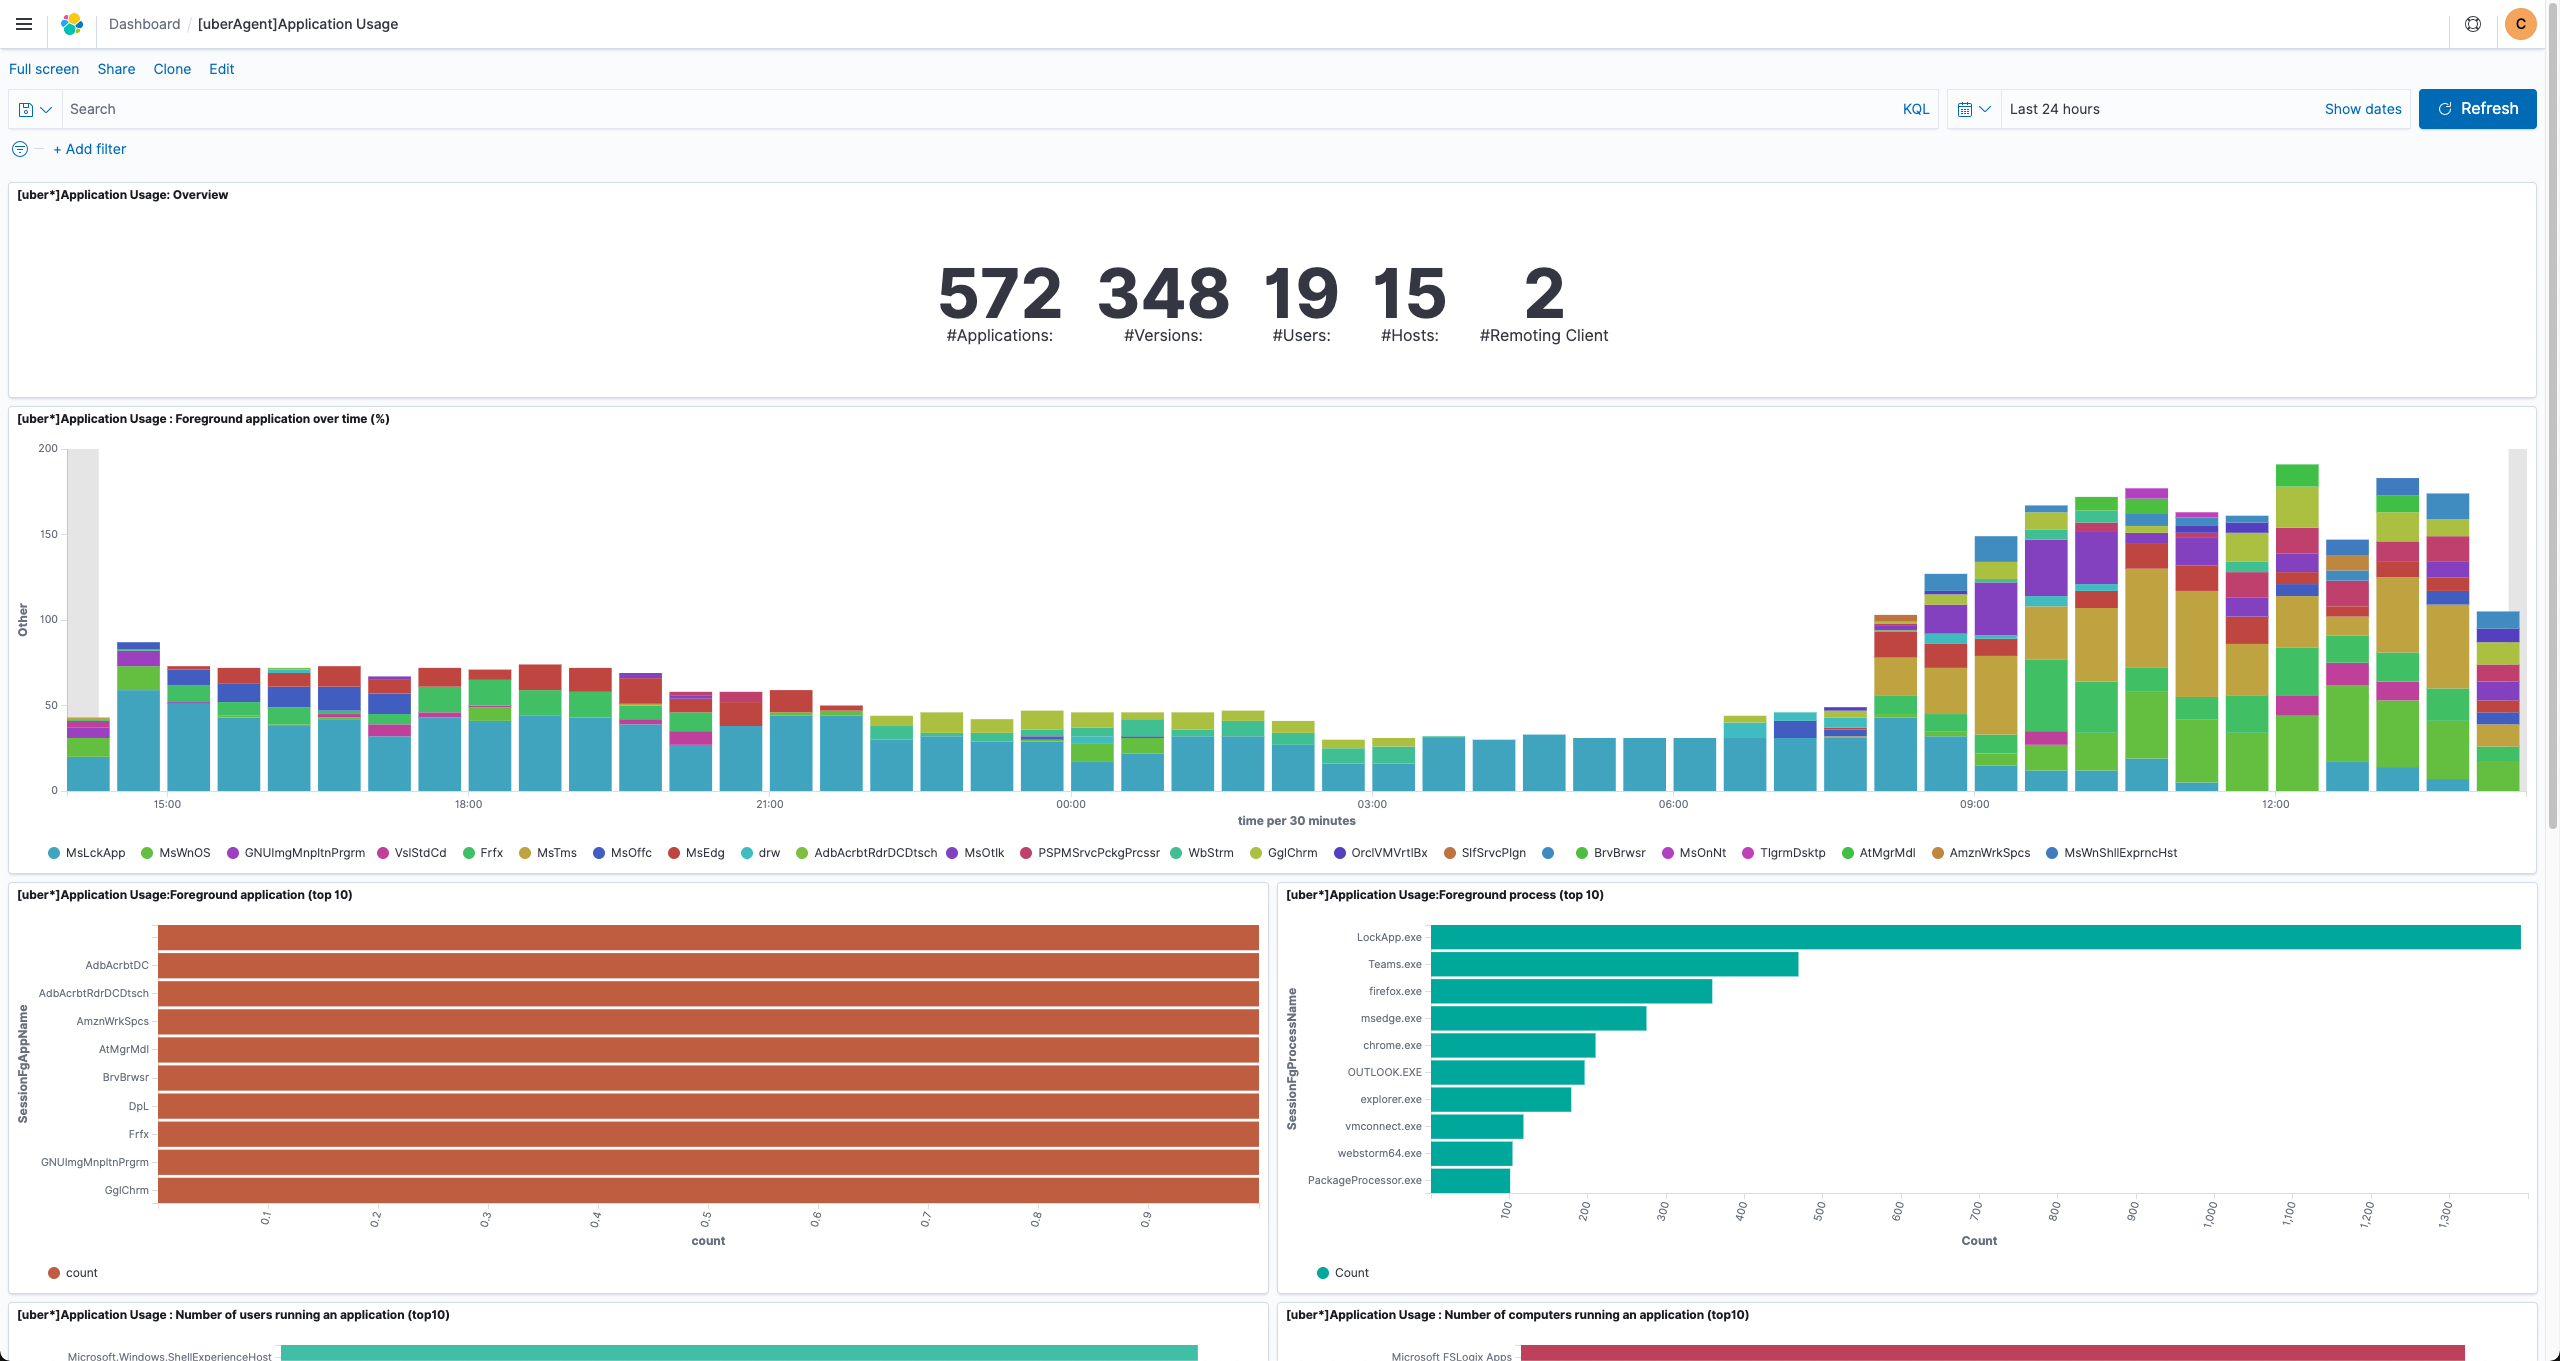 Dashboard / [uberAgent]Application Usage
C
Full screen Share Clone Edit
Search KQL Last 24 hours Show dates Refresh
+ Add filter
[uber*]Application Usage: Overview
572 348 19 15 2
#Applications: #Versions: #Users: #Hosts: #Remoting Client
[uber*]Application Usage : Foreground application over time (%)
200
150
100
50
0
Other
15:00 18:00 21:00 00:00 03:00 06:00 09:00 12:00
time per 30 minutes
MsLckApp MsWnOS GNUImgMnpltnPrgrm VslStdCd Frfx MsTms MsOffc MsEdg drw AdbAcrbtRdrDCDtsch MsOtlk PSPMSrvcPckgPrcssr WbStrm GglChrm OrclVMVrtlBx SlfSrvcPlgn BrvBrwsr MsOnNt TlgrmDsktp AtMgrMdl AmznWrkSpcs MsWnShllExprncHst
[uber*]Application Usage:Foreground application (top 10)
SessionFgAppName
AdbAcrbtDC
AdbAcrbtRdrDCDtsch
AmznWrkSpcs
AtMgrMdl
BrvBrwsr
DpL
Frfx
GNUImgMnpltnPrgrm
GglChrm
0.1 0.2 0.3 0.4 0.5 0.6 0.7 0.8 0.9
count
count
[uber*]Application Usage:Foreground process (top 10)
SessionFgProcessName
LockApp.exe
Teams.exe
firefox.exe
msedge.exe
chrome.exe
OUTLOOK.EXE
explorer.exe
vmconnect.exe
webstorm64.exe
PackageProcessor.exe
100 200 300 400 500 600 700 800 900 1,000 1,100 1,200 1,300
Count
Count
[uber*]Application Usage : Number of users running an application (top10)
Microsoft.Windows.ShellExperienceHost
[uber*]Application Usage : Number of computers running an application (top10)
Microsoft FSLogix Apps